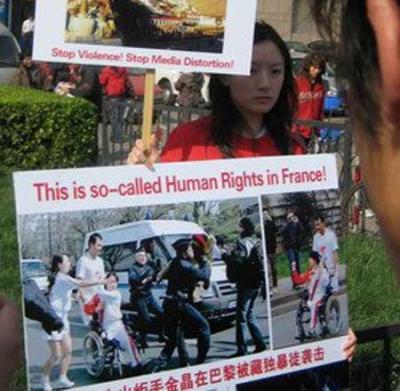 Stop Violence! Stop Media Distortion!
This is so-called Human Rights in France!
火炬手金晶在巴黎被藏独暴徒袭击